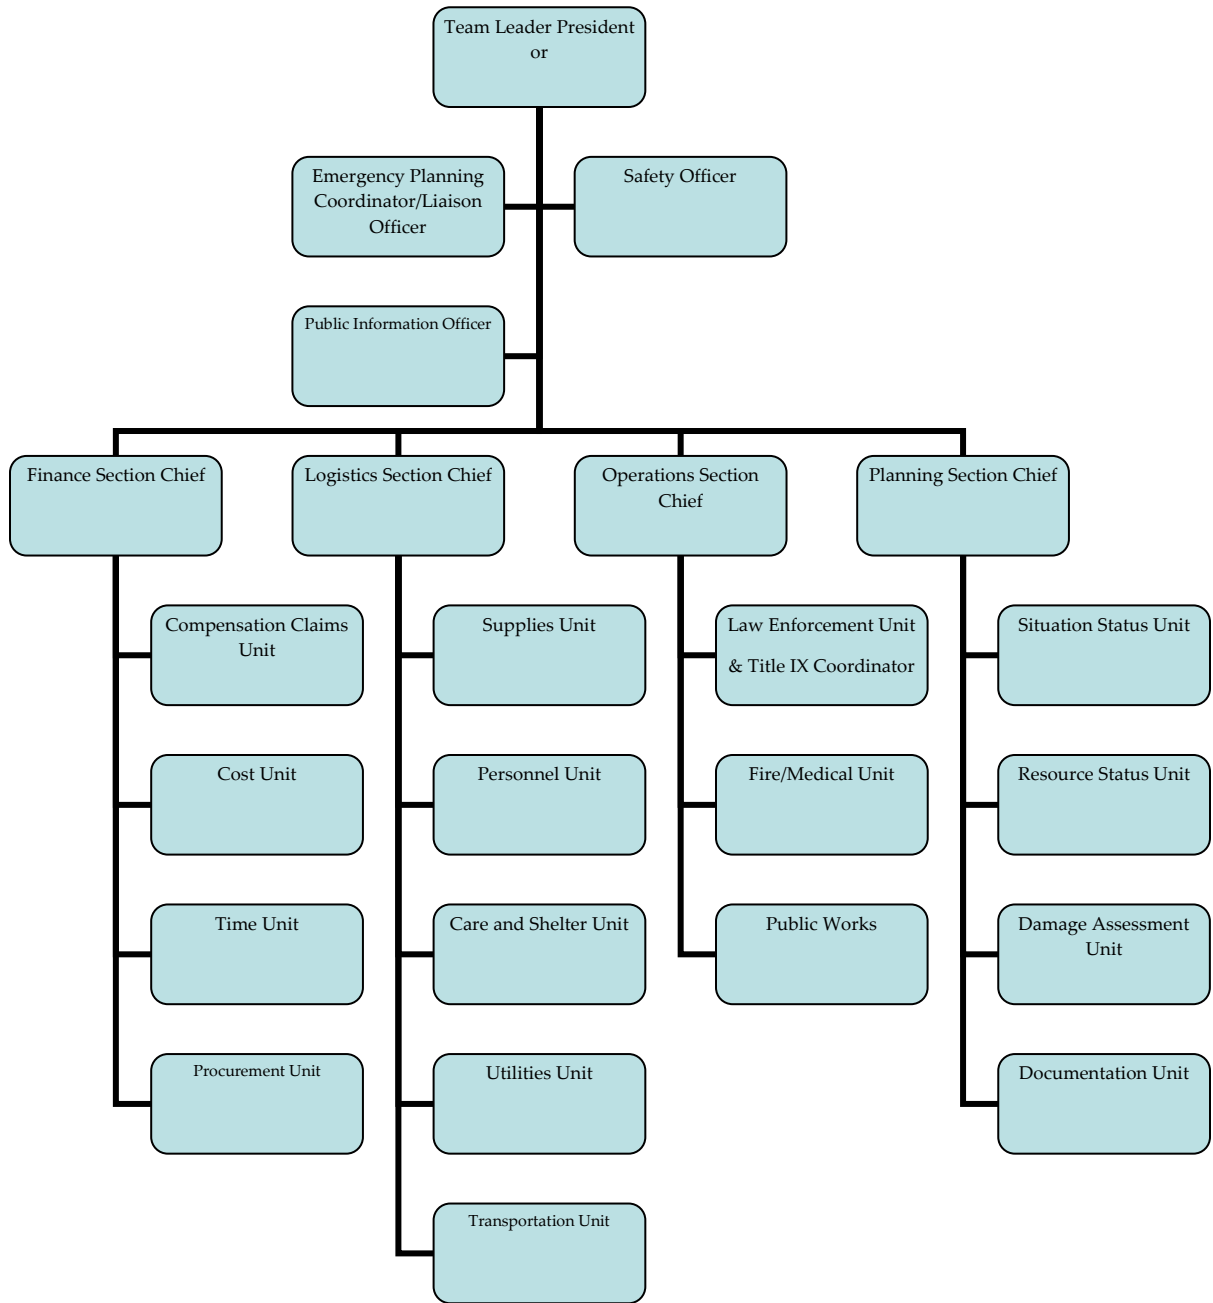 Team Leader President
or
Emergency Planning
Coordinator/Liaison
Officer
Safety Officer
Public Information Officer
Finance Section Chief
Logistics Section Chief
Operations Section
Chief
Planning Section Chief
Compensation Claims
Unit
Supplies Unit
Law Enforcement Unit
& Title IX Coordinator
Situation Status Unit
Cost Unit
Personnel Unit
Fire/Medical Unit
Resource Status Unit
Time Unit
Care and Shelter Unit
Public Works
Damage Assessment
Unit
Procurement Unit
Utilities Unit
Documentation Unit
Transportation Unit